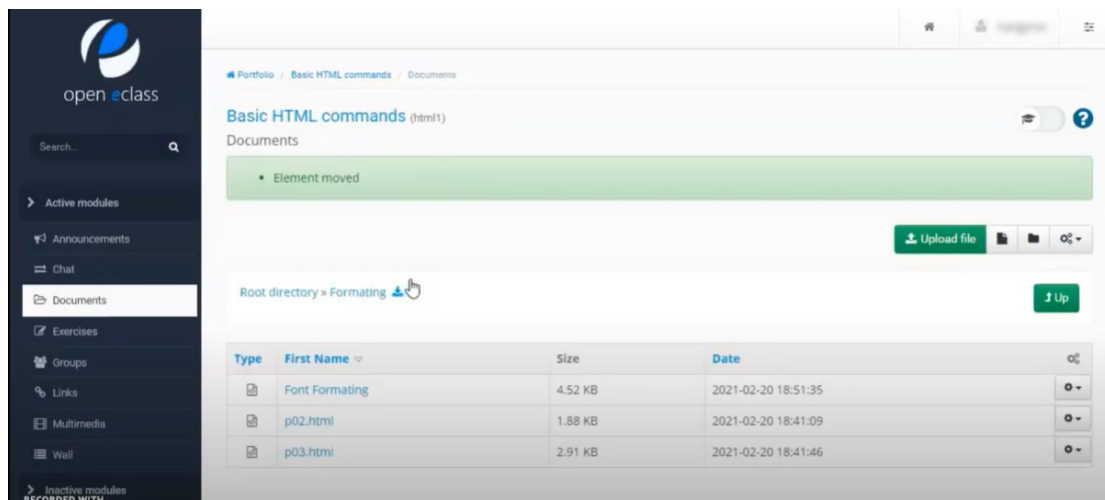 open eclass
Search...
Active modules
Announcements
Chat
Documents
Exercises
Groups
Links
Multimedia
Wall
Inactive modules
RECORDED WITH
Portfolio / Basic HTML commands / Documents
Basic HTML commands (html1)
Documents
Element moved
Upload file
Root directory » Formating
Up
Type First Name Size Date
Font Formating 4.52 KB 2021-02-20 18:51:35
p02.html 1.88 KB 2021-02-20 18:41:09
p03.html 2.91 KB 2021-02-20 18:41:46